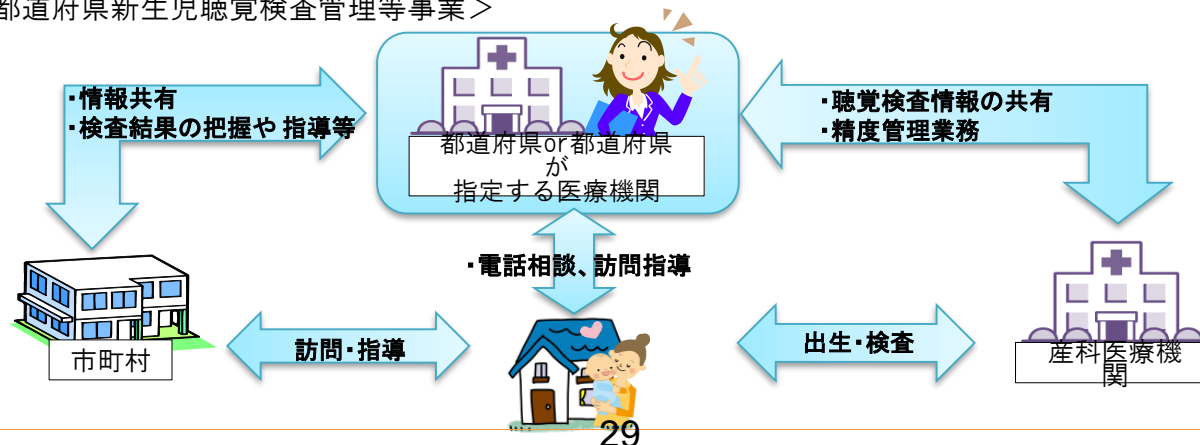 都道府県新生児聴覚検査管理等事業＞
・情報共有
・検査結果の把握や 指導等
・聴覚検査情報の共有
・精度管理業務
都道府県or都道府県
が
指定する医療機関
・電話相談、訪問指導
市町村
訪問・指導
出生・検査
産科医療機
関
29